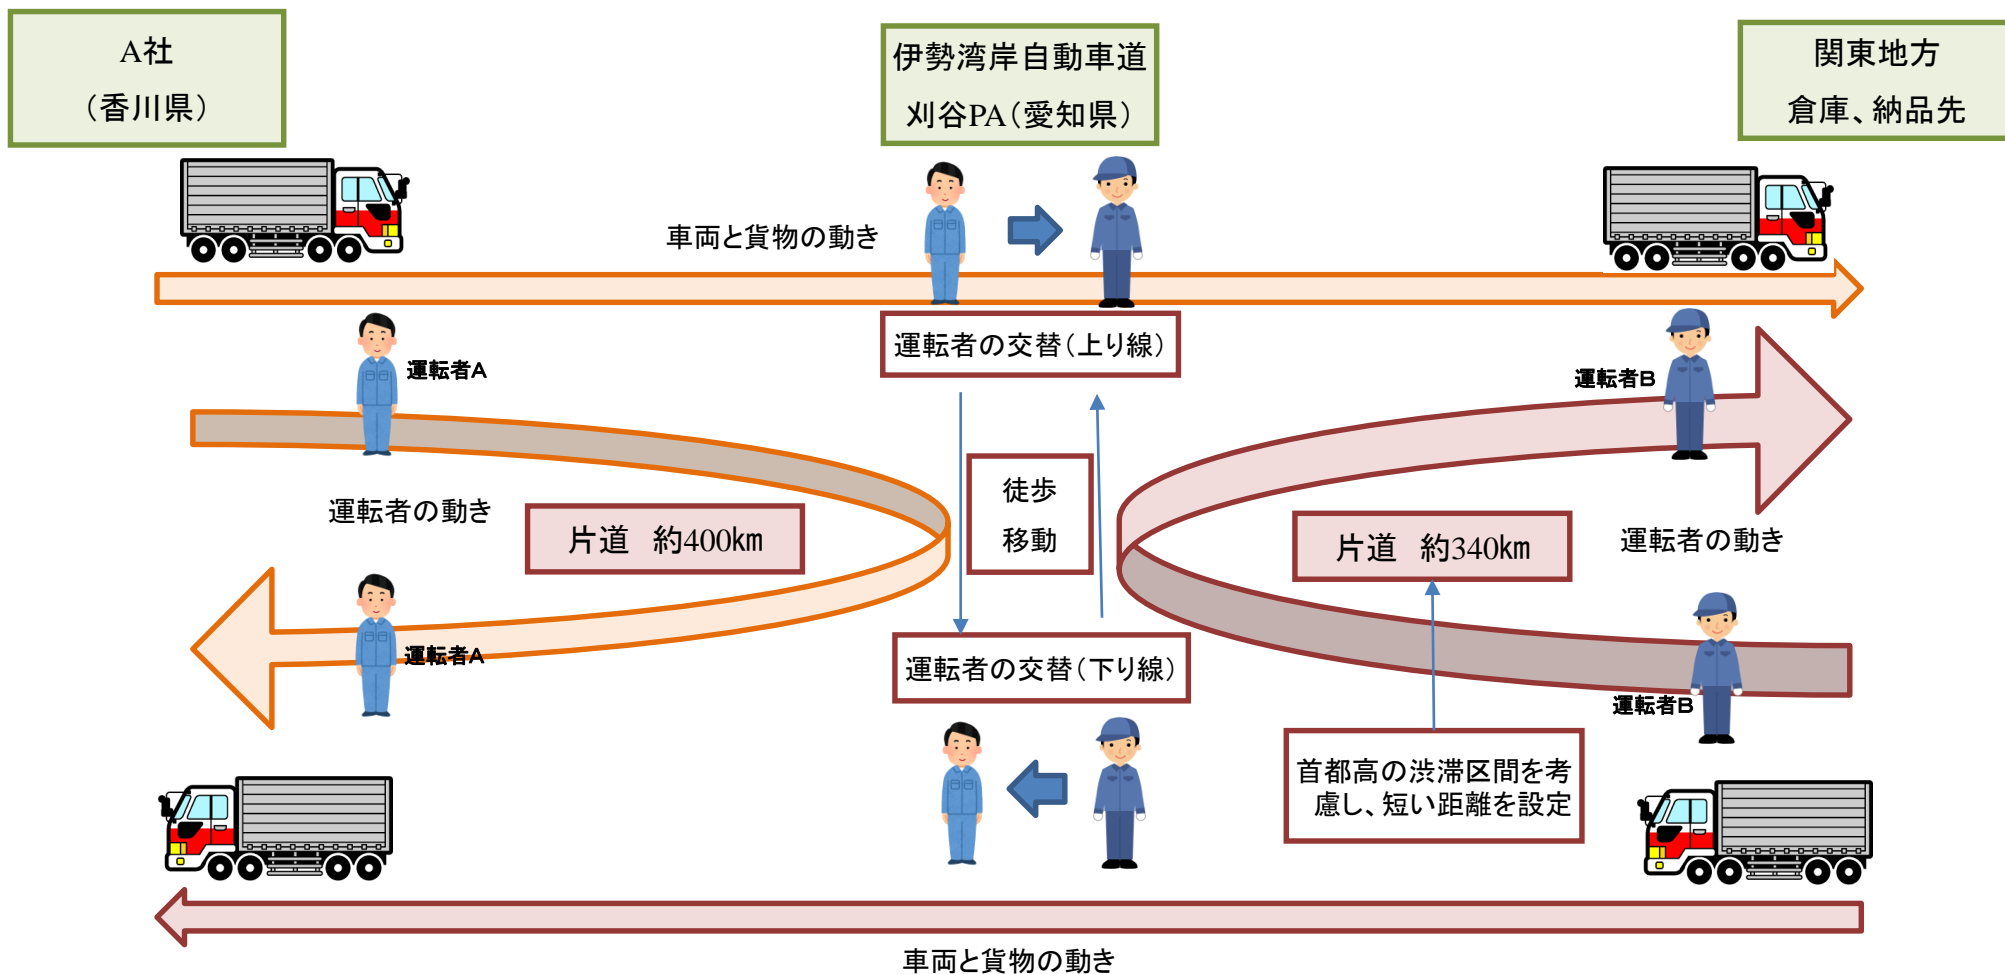 A社
（香川県）
伊勢湾岸自動車道
刈谷PA（愛知県）
関東地方
倉庫、納品先
車両と貨物の動き
運転者の交替（上り線）
運転者A
運転者B
運転者の動き
片道　約400㎞
徒歩
移動
片道　約340㎞
運転者の動き
運転者A
運転者の交替（下り線）
運転者B
首都高の渋滞区間を考
慮し、短い距離を設定
車両と貨物の動き